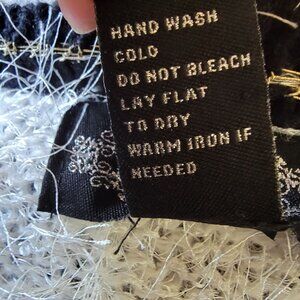 HAND WASH
COLD
DO NOT BLEACH
LAY FLAT
TO DRY
WARM IRON IF
NEEDED